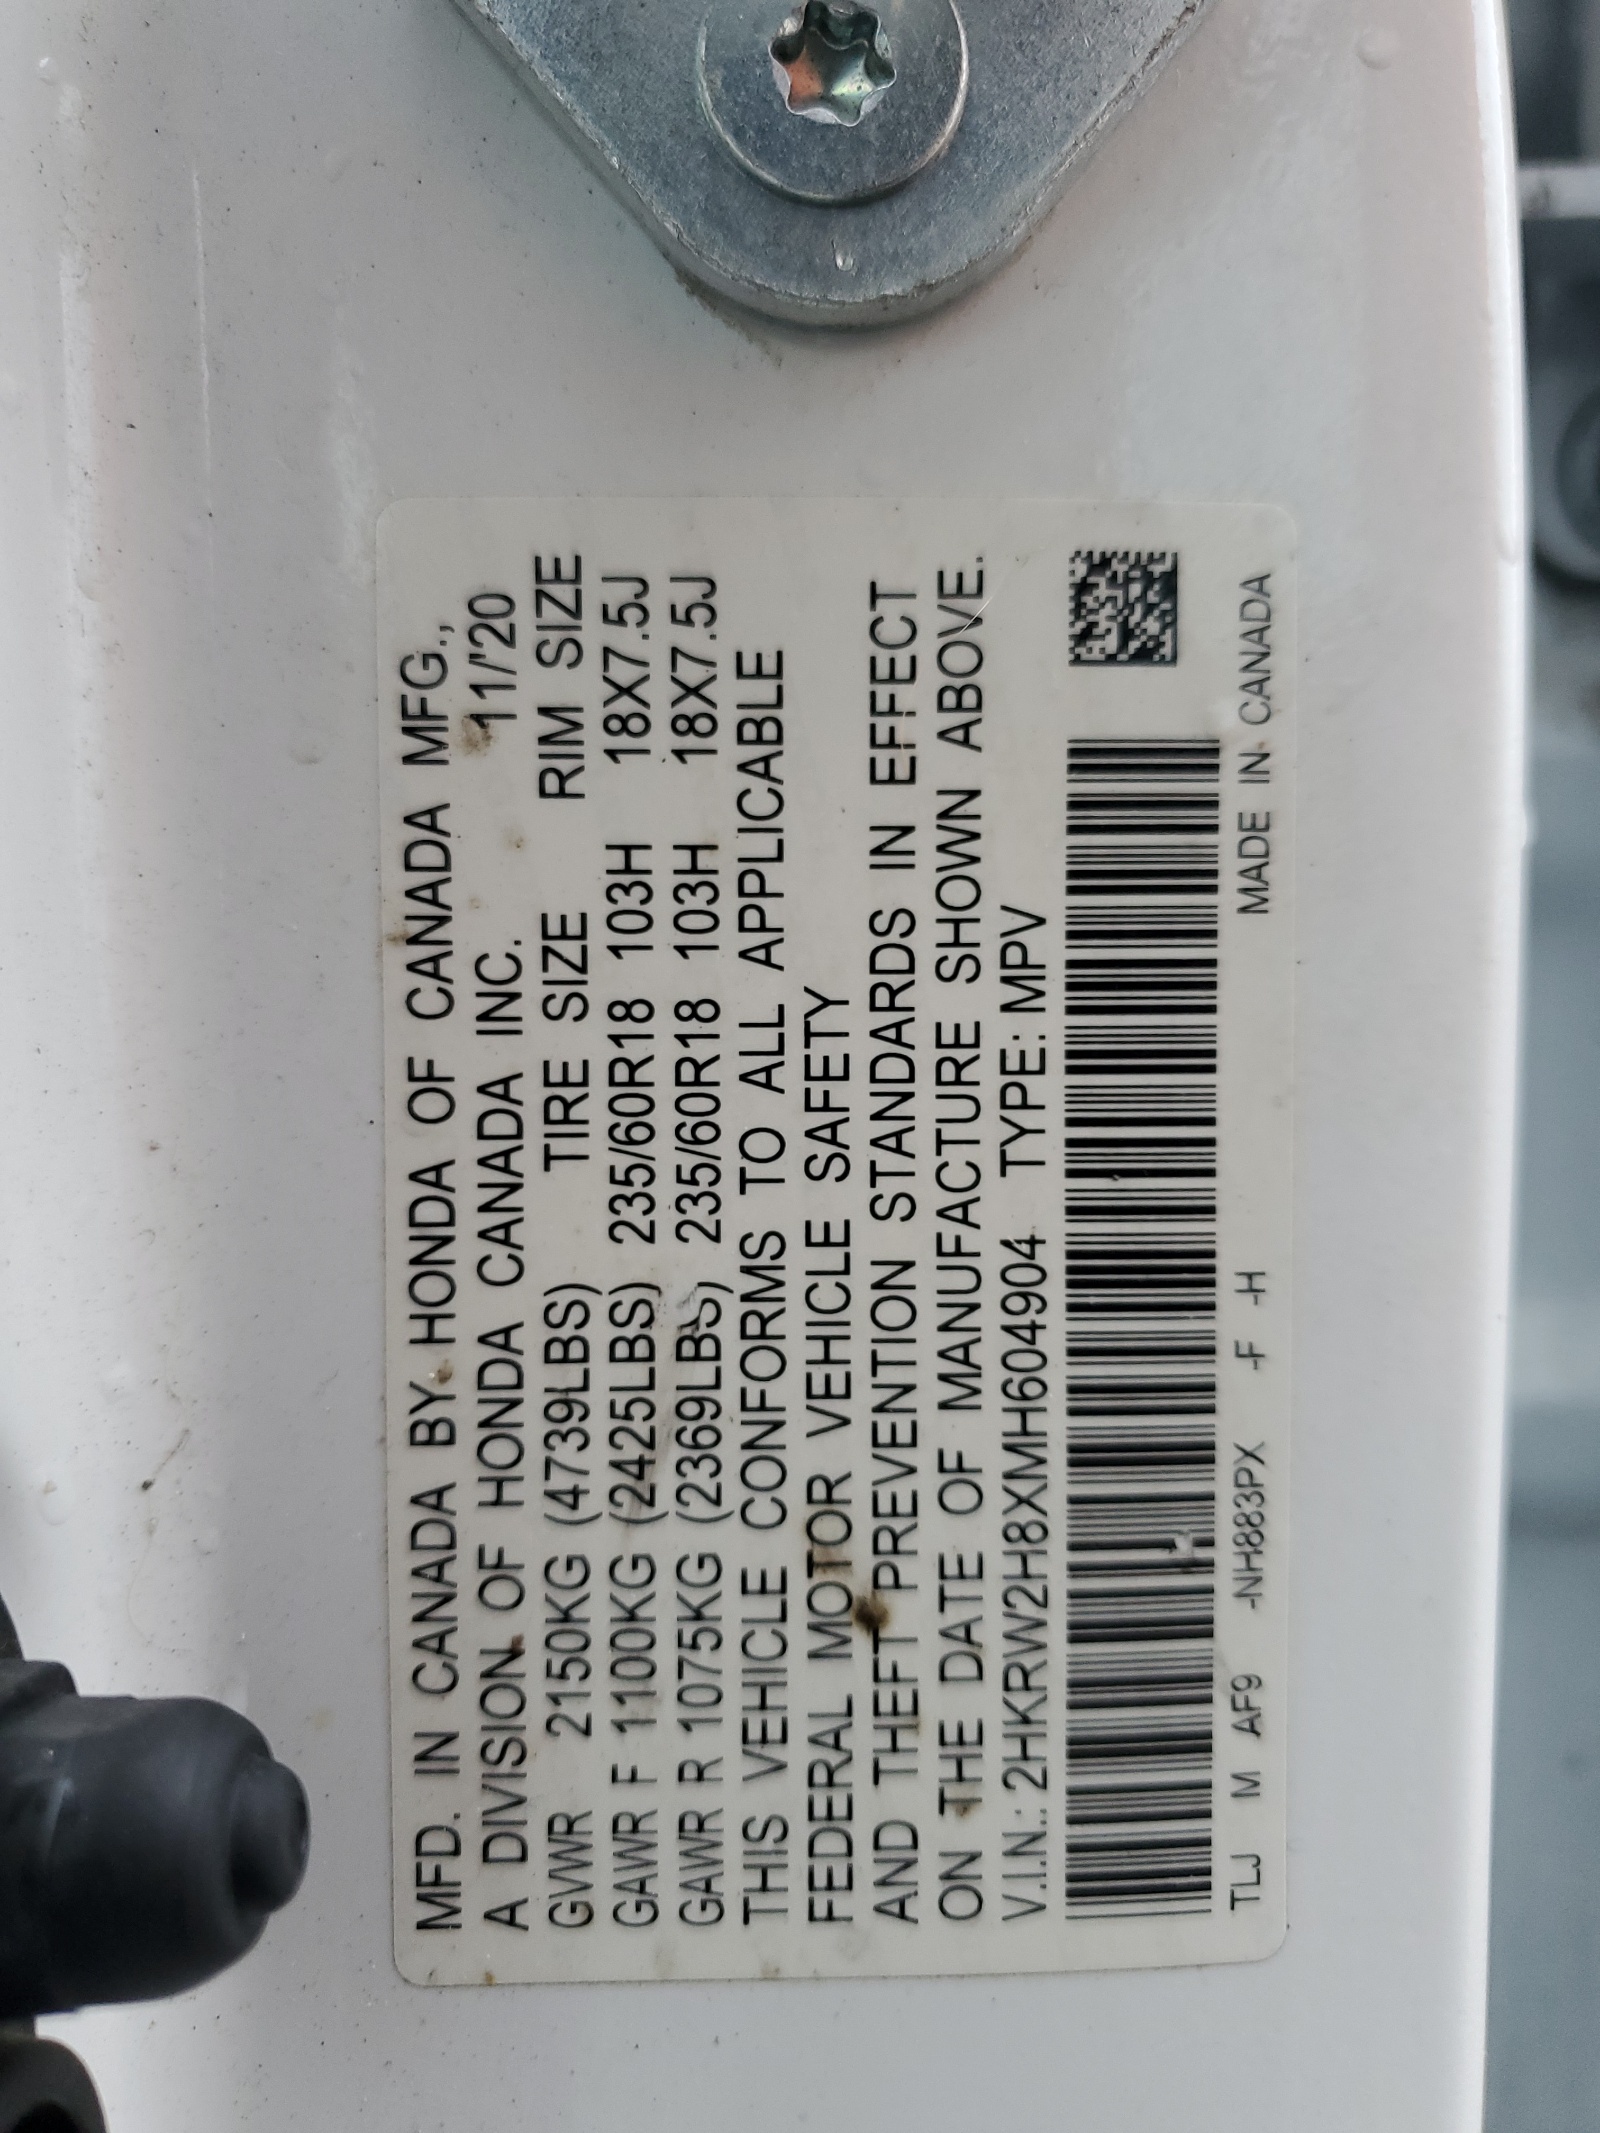 MFD. IN CANADA BY HONDA OF CANADA MFG.,
A DIVISION OF HONDA CANADA INC. 11/'20
GVWR 2150KG (4739LBS) TIRE SIZE RIM SIZE
GAWR F 1100KG (2425LBS) 235/60R18 103H 18X7.5J
GAWR R 1075KG (2369LBS) 235/60R18 103H 18X7.5J
THIS VEHICLE CONFORMS TO ALL APPLICABLE
FEDERAL MOTOR VEHICLE SAFETY
AND THEFT PREVENTION STANDARDS IN EFFECT
ON THE DATE OF MANUFACTURE SHOWN ABOVE.
V.I.N.: 2HKRW2H8XMH604904 TYPE: MPV
TLJ M AF9 -NH883PX -F -H MADE IN CANADA